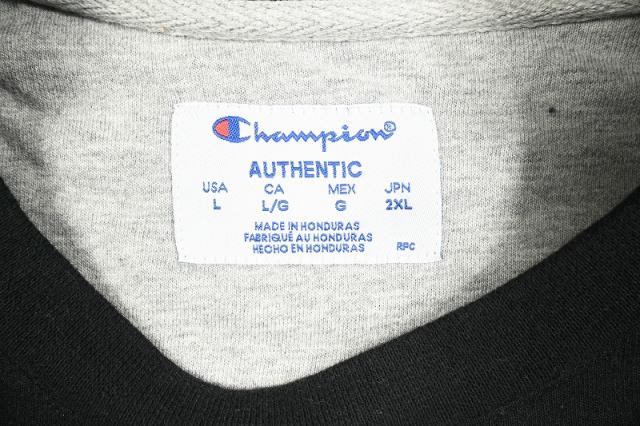 Champion®
AUTHENTIC
USA CA MEX JPN
L L/G G 2XL
MADE IN HONDURAS
FABRIQUÉ AU HONDURAS
HECHO EN HONDURAS RPC